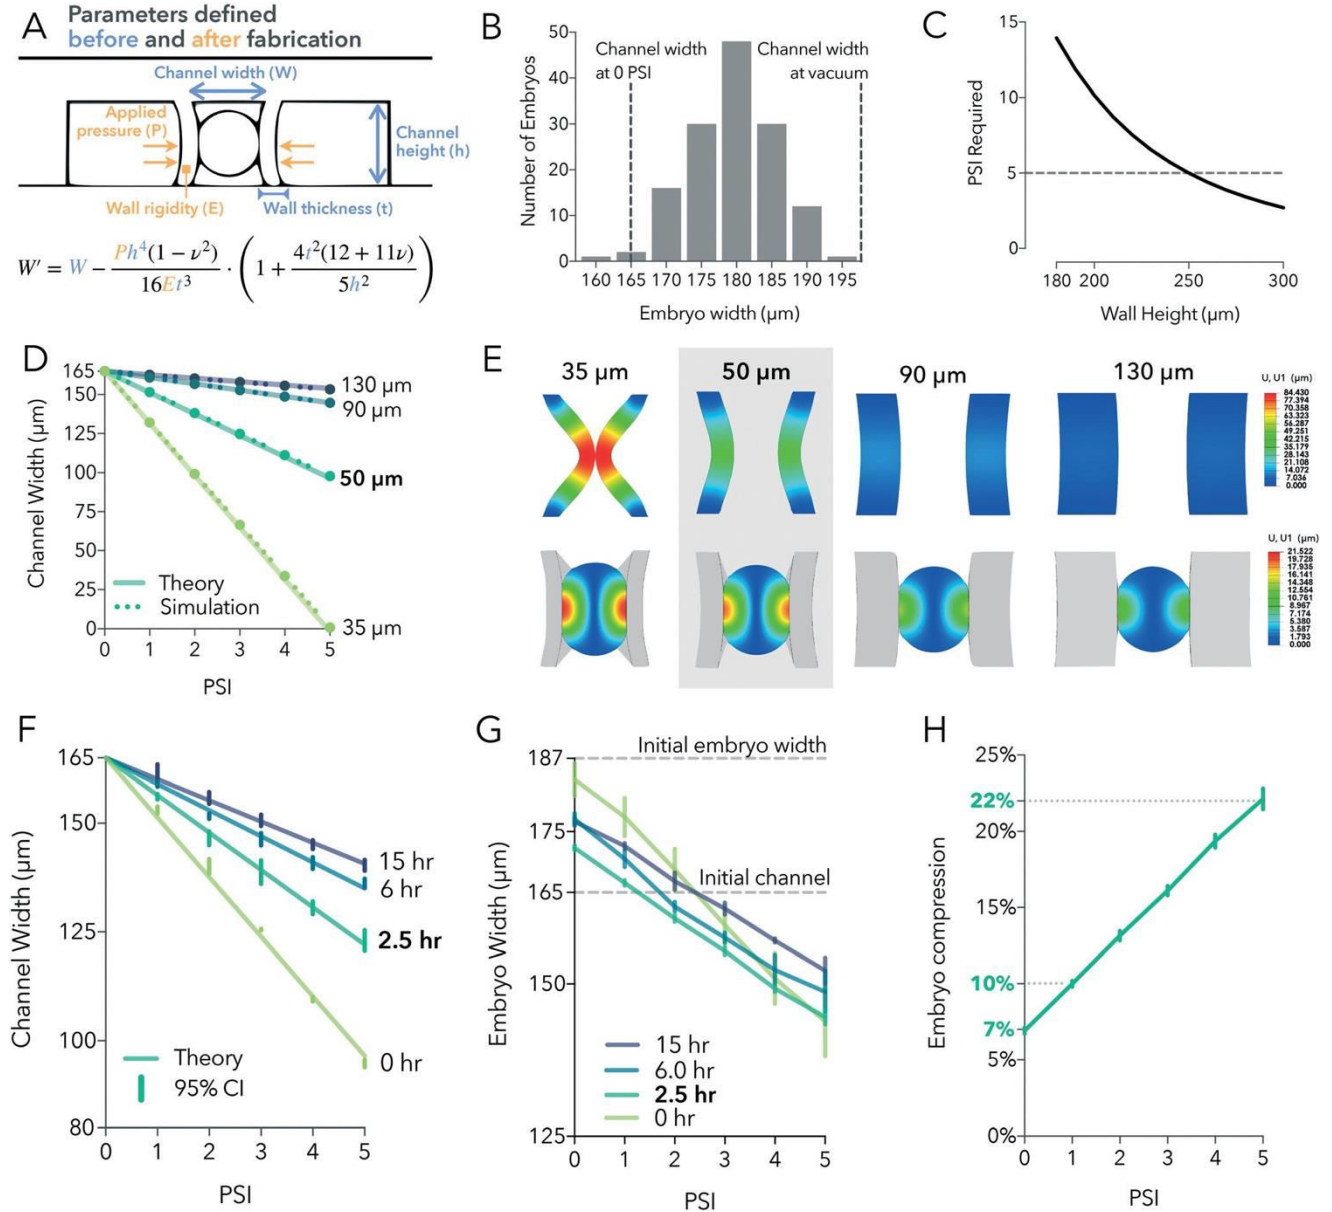 A
Parameters defined
before and after fabrication
Channel width (W)
Applied
pressure (P)
Channel
height (h)
Wall rigidity (E)
Wall thickness (t)
W′ = W − Ph⁴(1 − ν²) / 16Et³ · (1 + 4t²(12 + 11ν) / 5h²)
B
Number of Embryos
50
40
30
20
10
0
Channel width
at 0 PSI
Channel width
at vacuum
160 165 170 175 180 185 190 195
Embryo width (µm)
C
PSI Required
15
10
5
0
180 200 250 300
Wall Height (µm)
D
Channel Width (µm)
165
150
125
100
75
50
25
0
130 µm
90 µm
50 µm
35 µm
Theory
Simulation
0 1 2 3 4 5
PSI
E
35 µm 50 µm 90 µm 130 µm
U, U1 (µm)
84.430
77.394
70.358
63.323
56.287
49.251
42.215
35.179
28.143
21.108
14.072
7.036
0.000
U, U1 (µm)
21.522
19.728
17.935
16.141
14.348
12.554
10.761
8.967
7.174
5.380
3.587
1.793
0.000
F
Channel Width (µm)
165
150
125
100
80
15 hr
6 hr
2.5 hr
0 hr
Theory
95% CI
0 1 2 3 4 5
PSI
G
Embryo Width (µm)
187
175
165
150
125
Initial embryo width
Initial channel
15 hr
6.0 hr
2.5 hr
0 hr
0 1 2 3 4 5
PSI
H
Embryo compression
25%
22%
20%
15%
10%
7%
5%
0%
0 1 2 3 4 5
PSI